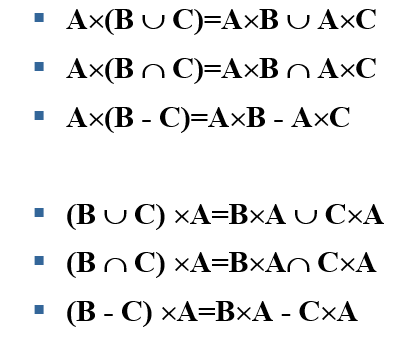 A×(B ∪ C)=A×B ∪ A×C
A×(B ∩ C)=A×B ∩ A×C
A×(B - C)=A×B - A×C
(B ∪ C) ×A=B×A ∪ C×A
(B ∩ C) ×A=B×A∩ C×A
(B - C) ×A=B×A - C×A